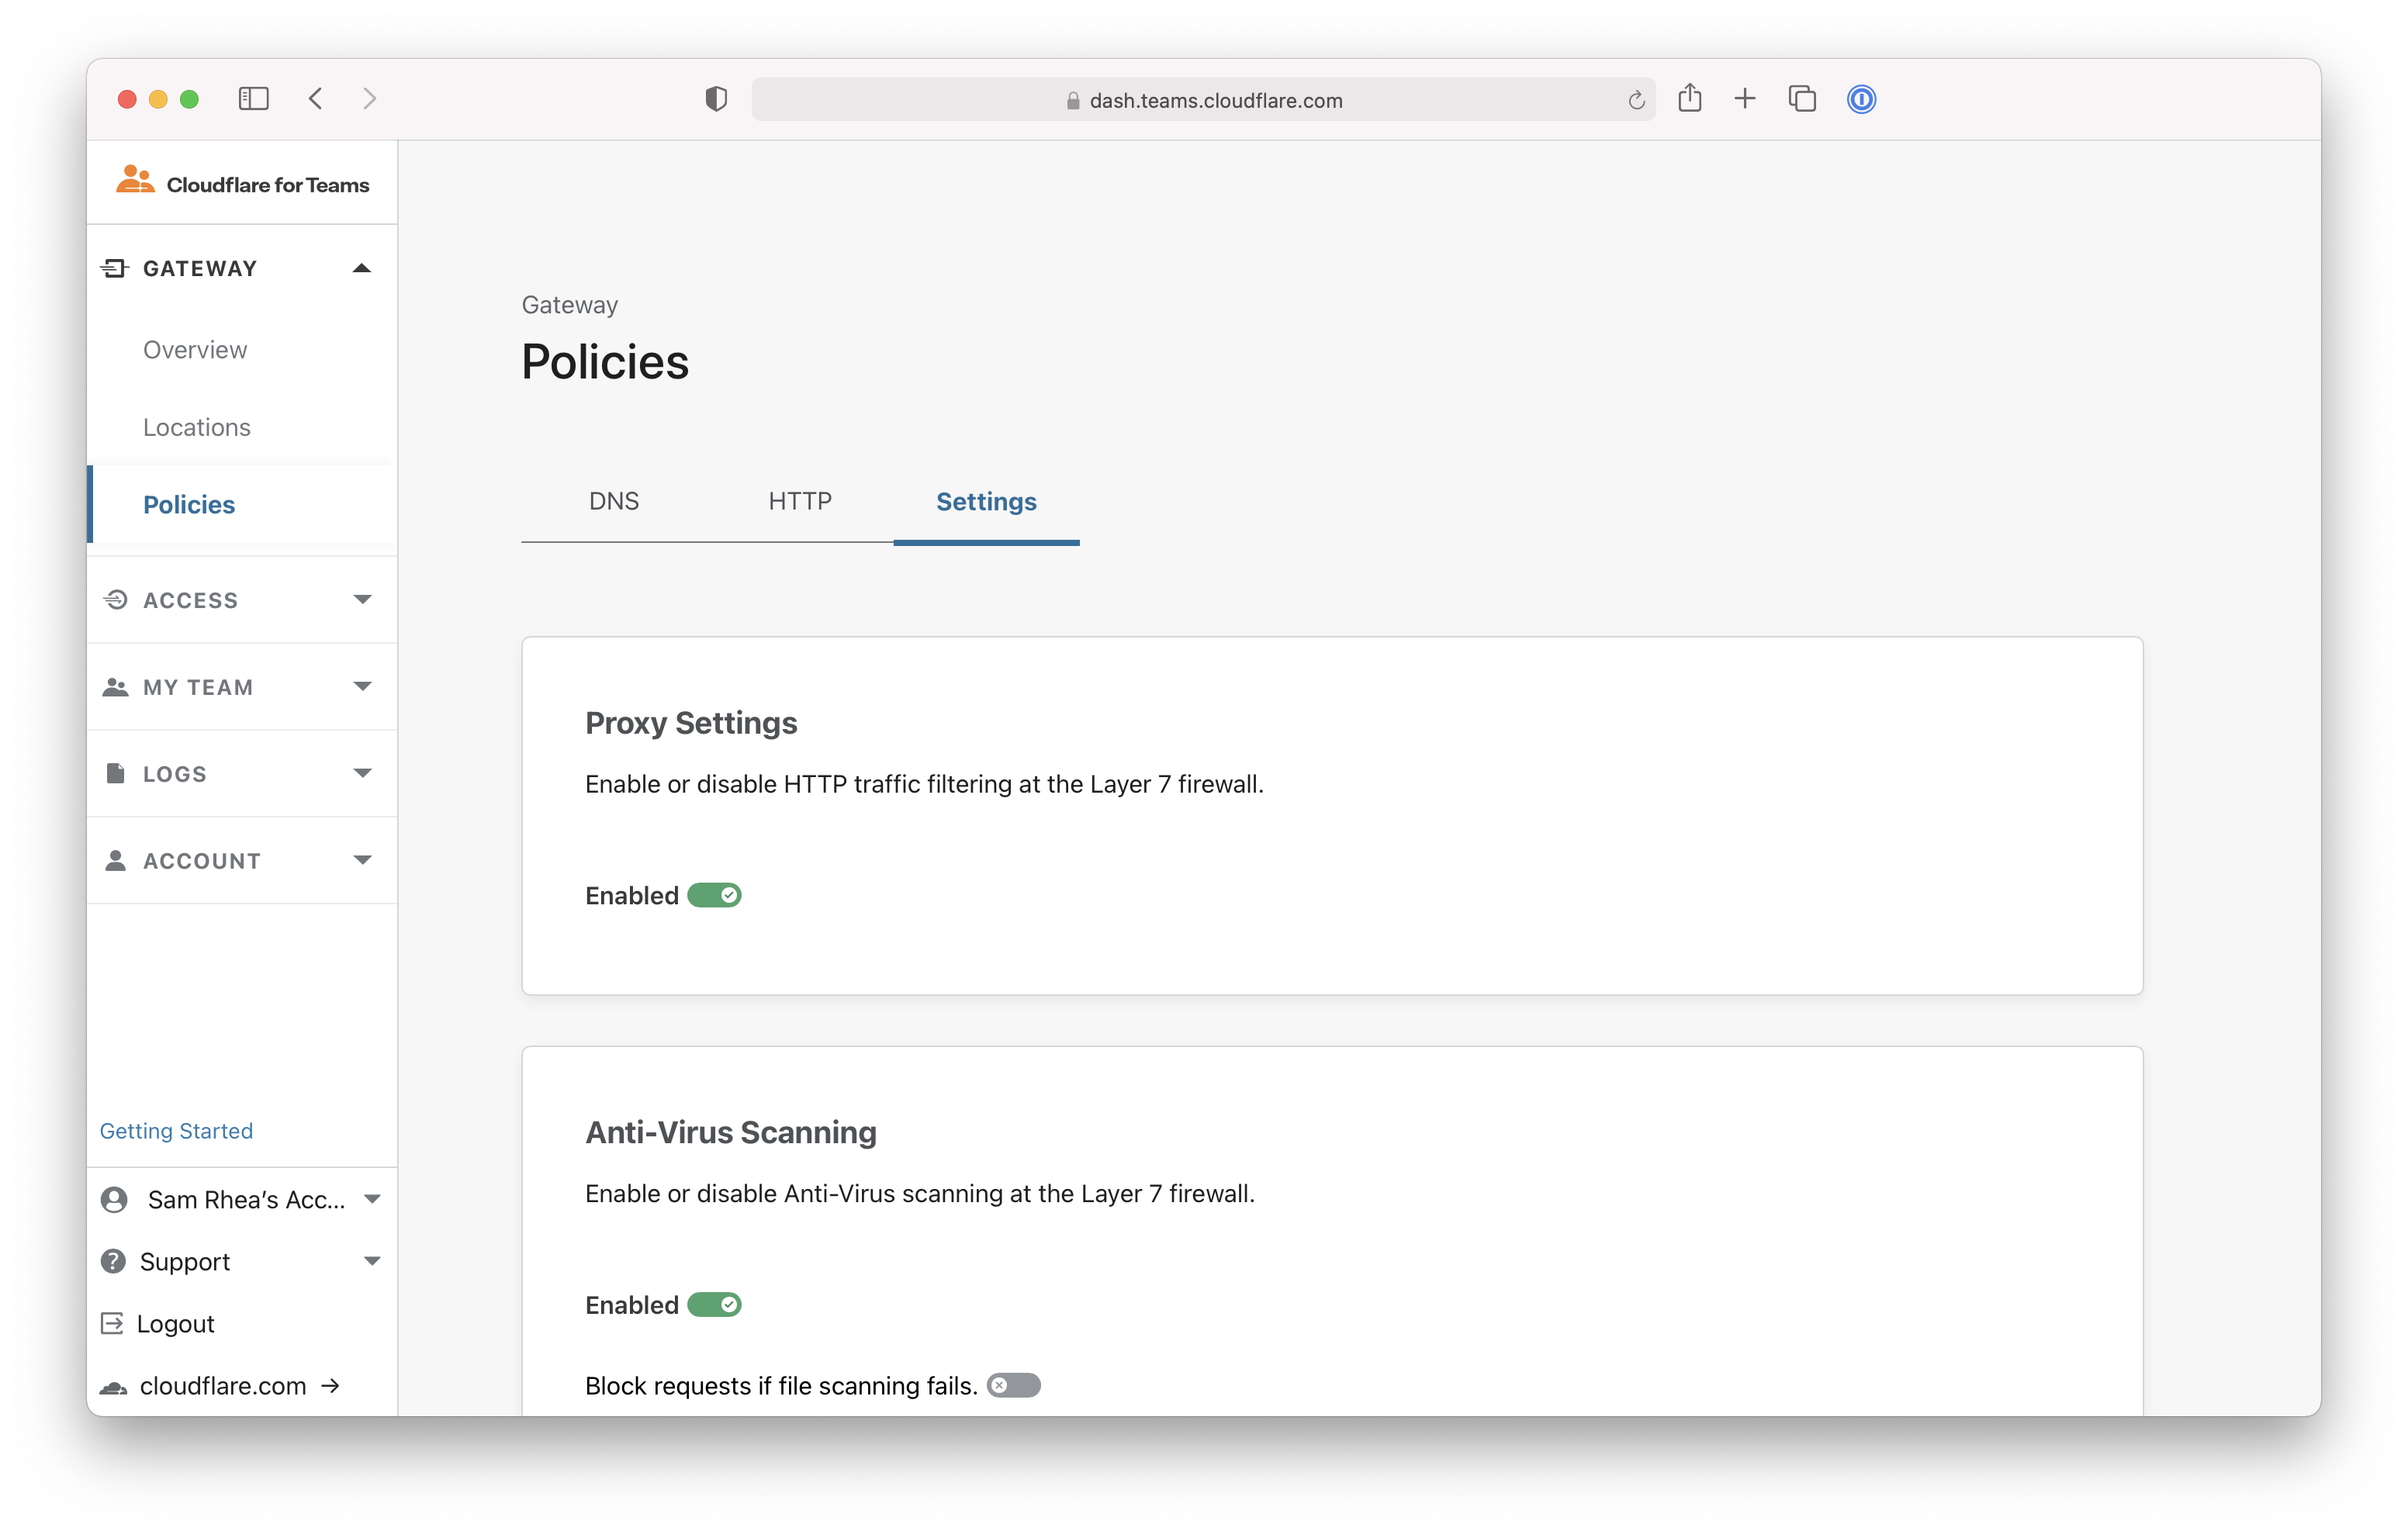 dash.teams.cloudflare.com
Cloudflare for Teams
GATEWAY
Overview
Locations
Policies
ACCESS
MY TEAM
LOGS
ACCOUNT
Getting Started
Sam Rhea’s Acc...
Support
Logout
cloudflare.com →
Gateway
Policies
DNS HTTP Settings
Proxy Settings
Enable or disable HTTP traffic filtering at the Layer 7 firewall.
Enabled
Anti-Virus Scanning
Enable or disable Anti-Virus scanning at the Layer 7 firewall.
Enabled
Block requests if file scanning fails.